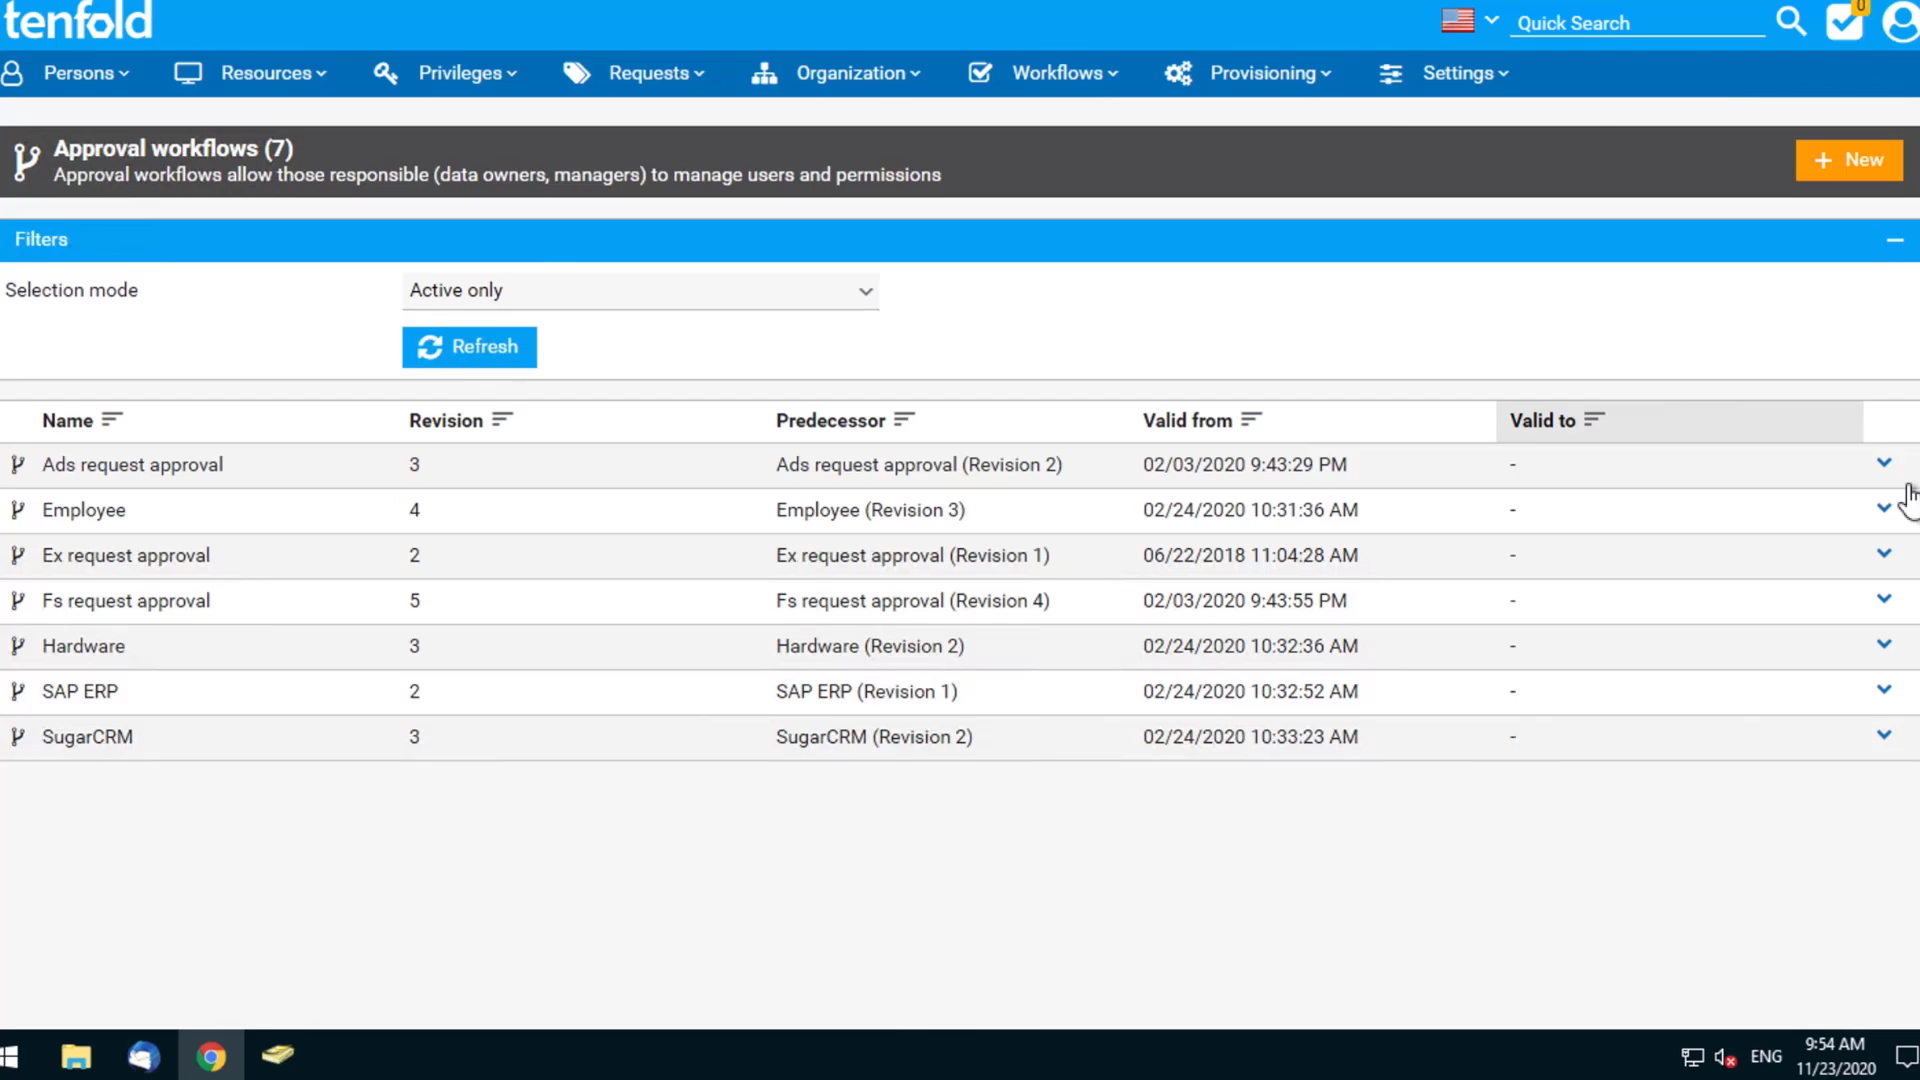 tenfold
Quick Search
0
Persons
Resources
Privileges
Requests
Organization
Workflows
Provisioning
Settings
Approval workflows (7)
Approval workflows allow those responsible (data owners, managers) to manage users and permissions
+ New
Filters
Selection mode
Active only
Refresh
Name Revision Predecessor Valid from Valid to
Ads request approval 3 Ads request approval (Revision 2) 02/03/2020 9:43:29 PM -
Employee 4 Employee (Revision 3) 02/24/2020 10:31:36 AM -
Ex request approval 2 Ex request approval (Revision 1) 06/22/2018 11:04:28 AM -
Fs request approval 5 Fs request approval (Revision 4) 02/03/2020 9:43:55 PM -
Hardware 3 Hardware (Revision 2) 02/24/2020 10:32:36 AM -
SAP ERP 2 SAP ERP (Revision 1) 02/24/2020 10:32:52 AM -
SugarCRM 3 SugarCRM (Revision 2) 02/24/2020 10:33:23 AM -
ENG
9:54 AM
11/23/2020